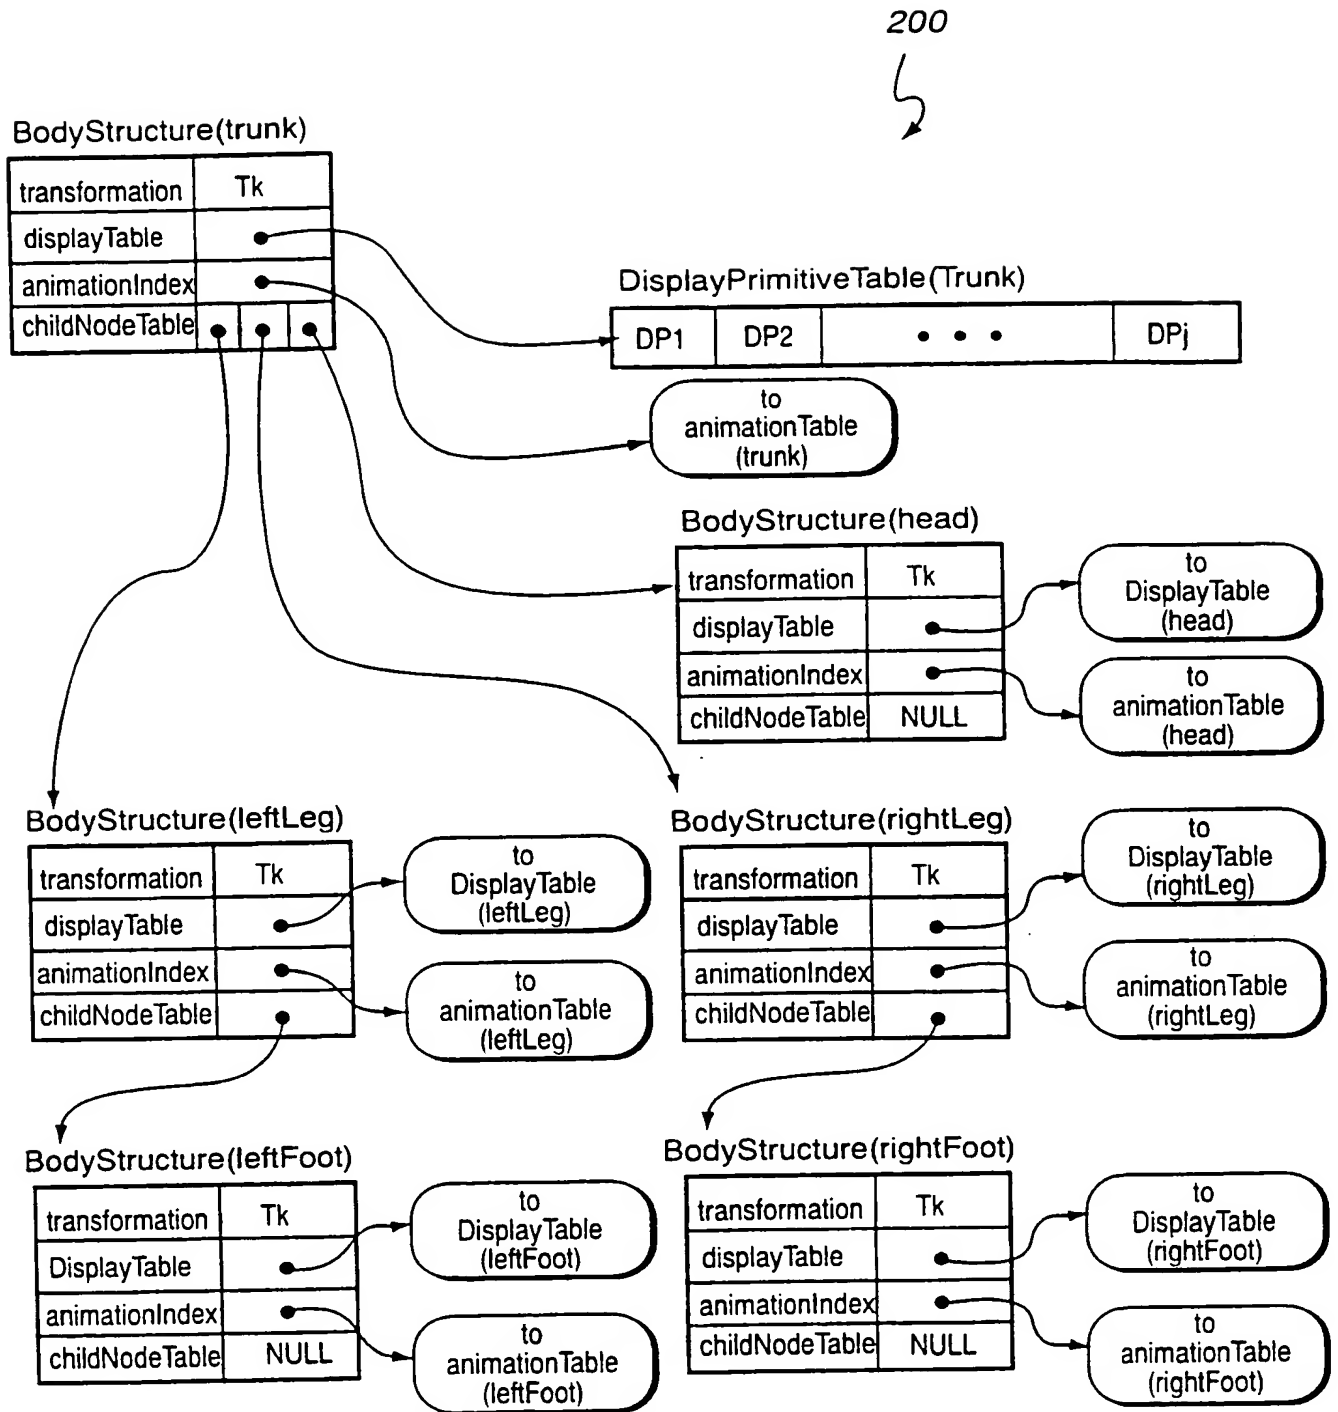 200
BodyStructure(trunk)
transformation Tk
displayTable
animationIndex
childNodeTable
DisplayPrimitiveTable(Trunk)
DP1 DP2 • • • DPj
to
animationTable
(trunk)
BodyStructure(head)
transformation Tk
displayTable
animationIndex
childNodeTable NULL
to
DisplayTable
(head)
to
animationTable
(head)
BodyStructure(leftLeg)
transformation Tk
displayTable
animationIndex
childNodeTable
to
DisplayTable
(leftLeg)
to
animationTable
(leftLeg)
BodyStructure(rightLeg)
transformation Tk
displayTable
animationIndex
childNodeTable
to
DisplayTable
(rightLeg)
to
animationTable
(rightLeg)
BodyStructure(leftFoot)
transformation Tk
DisplayTable
animationIndex
childNodeTable NULL
to
DisplayTable
(leftFoot)
to
animationTable
(leftFoot)
BodyStructure(rightFoot)
transformation Tk
displayTable
animationIndex
childNodeTable NULL
to
DisplayTable
(rightFoot)
to
animationTable
(rightFoot)